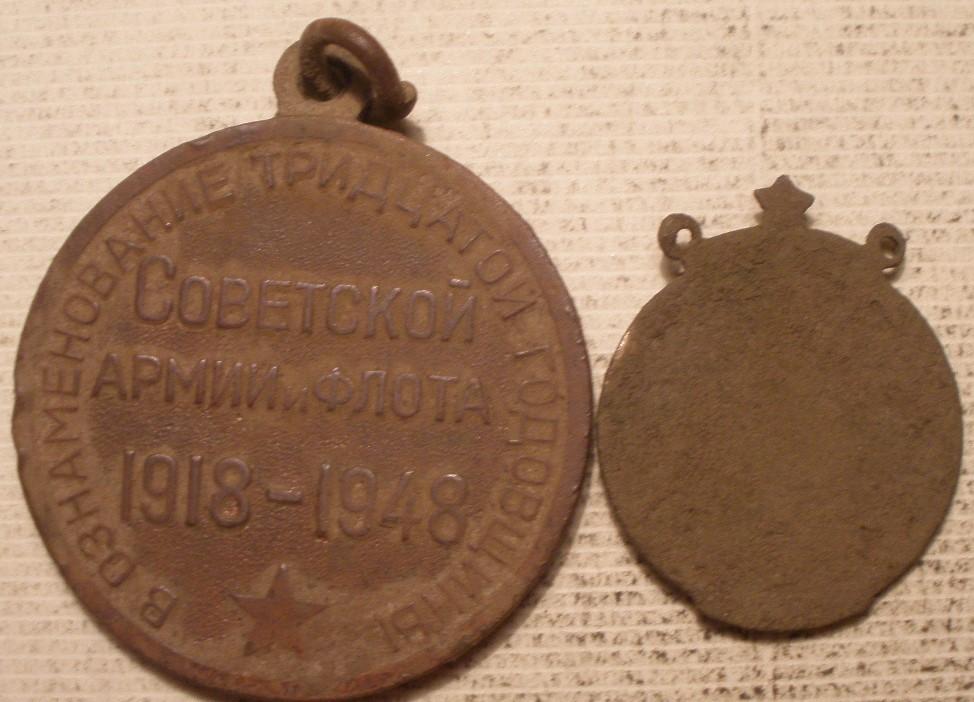 В ОЗНАМЕНОВАНИЕ ТРИДЦАТОЙ ГОДОВЩИНЫ
СОВЕТСКОЙ
АРМИИ И ФЛОТА
1918-1948